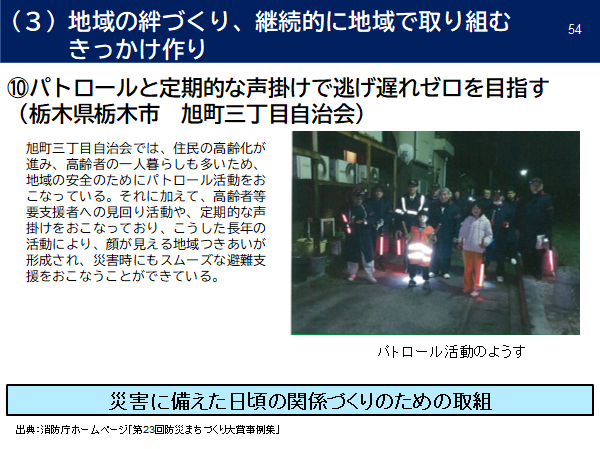 （３）地域の絆づくり、継続的に地域で取り組む
きっかけ作り
54
⑩パトロールと定期的な声掛けで逃げ遅れゼロを目指す
（栃木県栃木市　旭町三丁目自治会）
旭町三丁目自治会では、住民の高齢化が
進み、高齢者の一人暮らしも多いため、
地域の安全のためにパトロール活動をお
こなっている。それに加えて、高齢者等
要支援者への見回り活動や、定期的な声
掛けをおこなっており、こうした長年の
活動により、顔が見える地域つきあいが
形成され、災害時にもスムーズな避難支
援をおこなうことができている。
パトロール活動のようす
災害に備えた日頃の関係づくりのための取組
出典：消防庁ホームページ「第23回防災まちづくり大賞事例集」